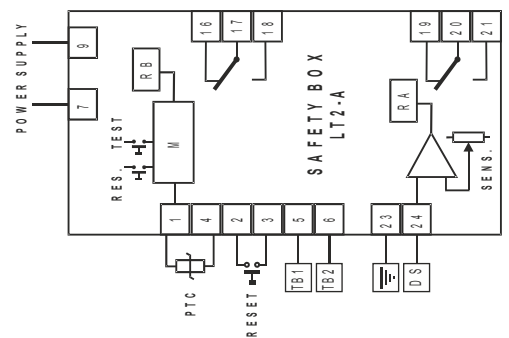 POWER SUPPLY
9
7
16
17
18
19
20
21
RB
RA
SAFETY BOX
LT2-A
RES. TEST
M
SENS.
1
4
2
3
5
6
23
24
PTC
RESET
TB1
TB2
DS